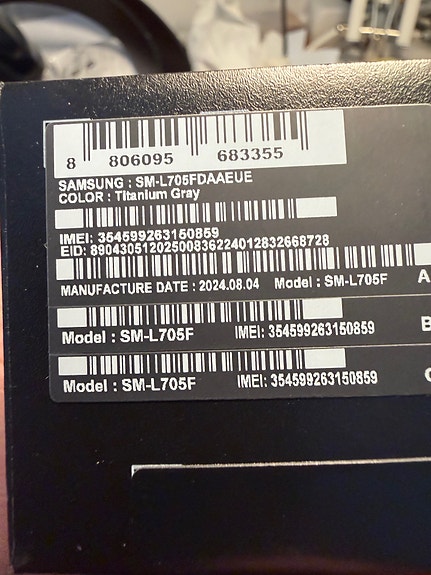 8 806095 683355
SAMSUNG : SM-L705FDAAEUE
COLOR : Titanium Gray
IMEI: 354599263150859
EID: 89043051202500836224012832668728
MANUFACTURE DATE : 2024.08.04 Model : SM-L705F A
Model : SM-L705F IMEI: 354599263150859 B
Model : SM-L705F IMEI: 354599263150859